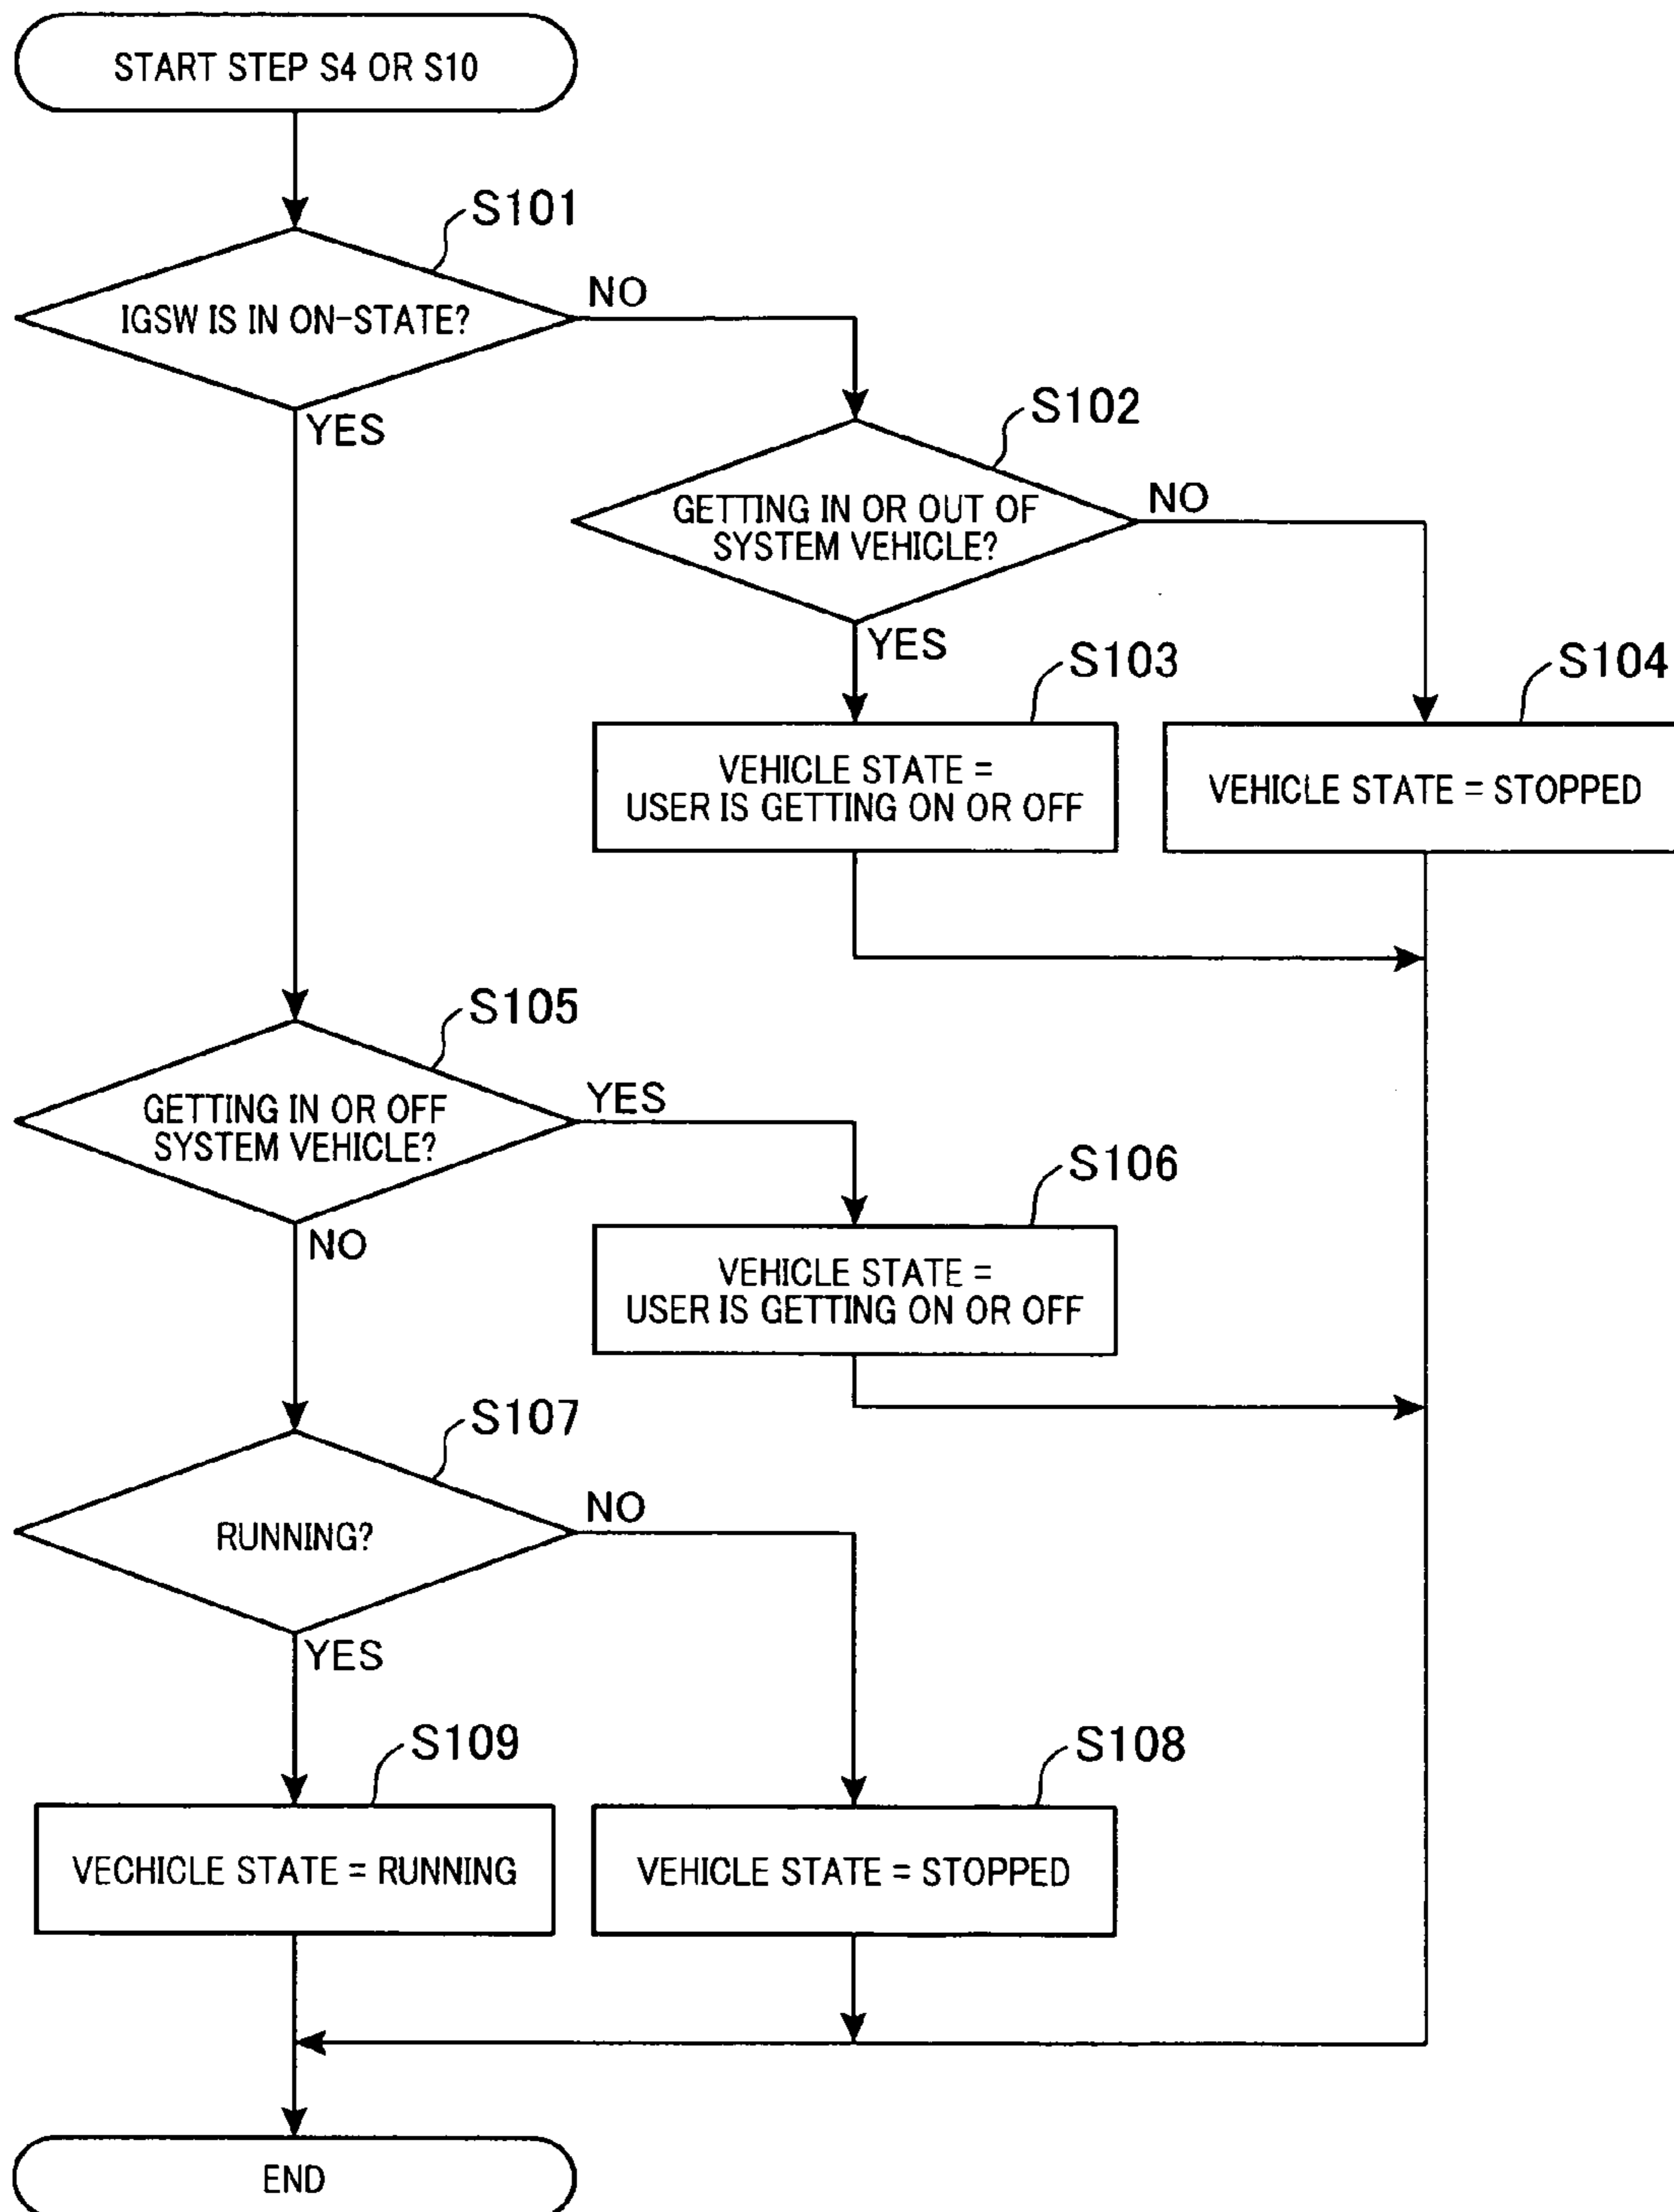 START STEP S4 OR S10
S101
IGSW IS IN ON-STATE?
NO
YES
S102
GETTING IN OR OUT OF
SYSTEM VEHICLE?
NO
YES
S103
VEHICLE STATE =
USER IS GETTING ON OR OFF
S104
VEHICLE STATE = STOPPED
S105
GETTING IN OR OFF
SYSTEM VEHICLE?
YES
NO
S106
VEHICLE STATE =
USER IS GETTING ON OR OFF
S107
RUNNING?
NO
YES
S109
VECHICLE STATE = RUNNING
S108
VEHICLE STATE = STOPPED
END